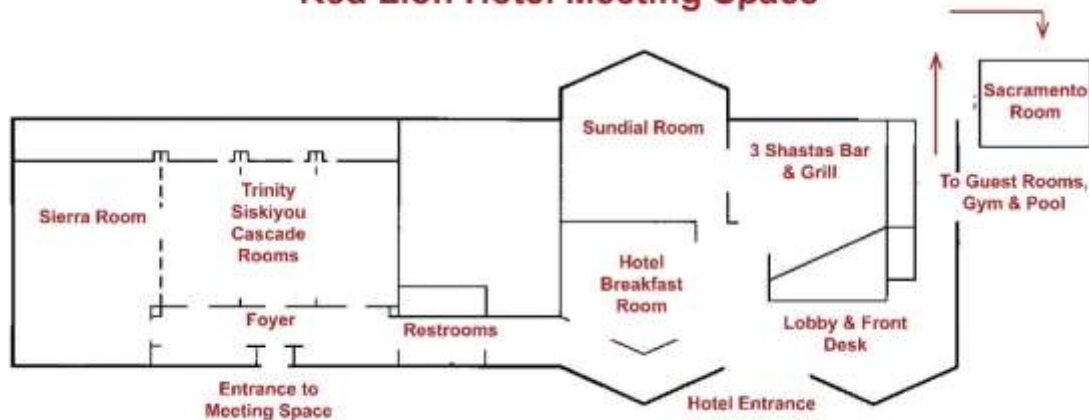 Red Lion Hotel Meeting Space
Sacramento
Room
Sundial Room
3 Shastas Bar
& Grill
To Guest Rooms,
Gym & Pool
Trinity
Siskiyou
Cascade
Rooms
Sierra Room
Hotel
Breakfast
Room
Foyer
Restrooms
Lobby & Front
Desk
Entrance to
Meeting Space
Hotel Entrance